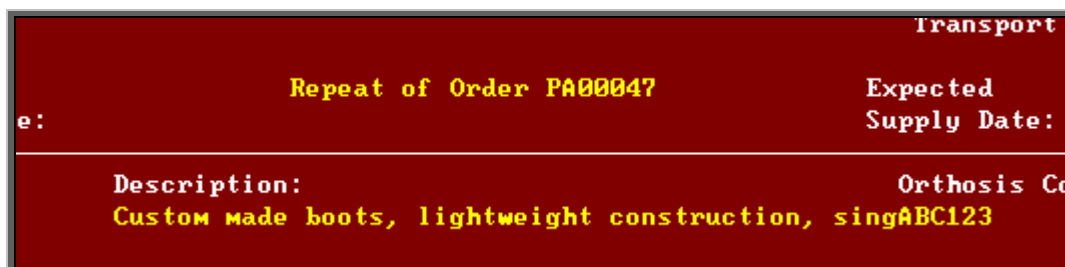 Transport
Repeat of Order PA00047 Expected
e: Supply Date:
Description: Orthosis Co
Custom made boots, lightweight construction, singABC123